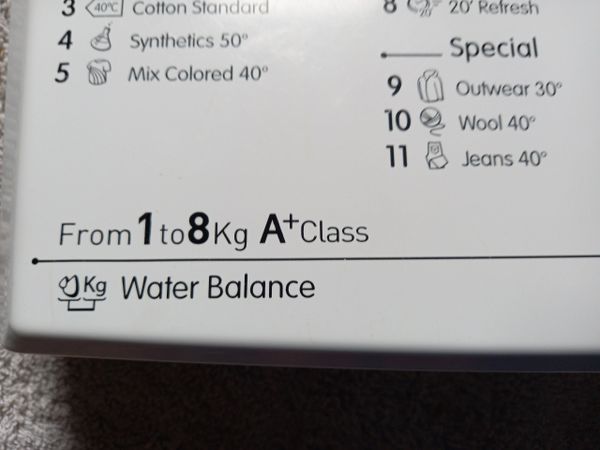 3 40°C Cotton Standard
4 Synthetics 50°
5 Mix Colored 40°
8 20' Refresh
Special
9 Outwear 30°
10 Wool 40°
11 Jeans 40°
From 1 to 8 Kg A+ Class
Kg Water Balance